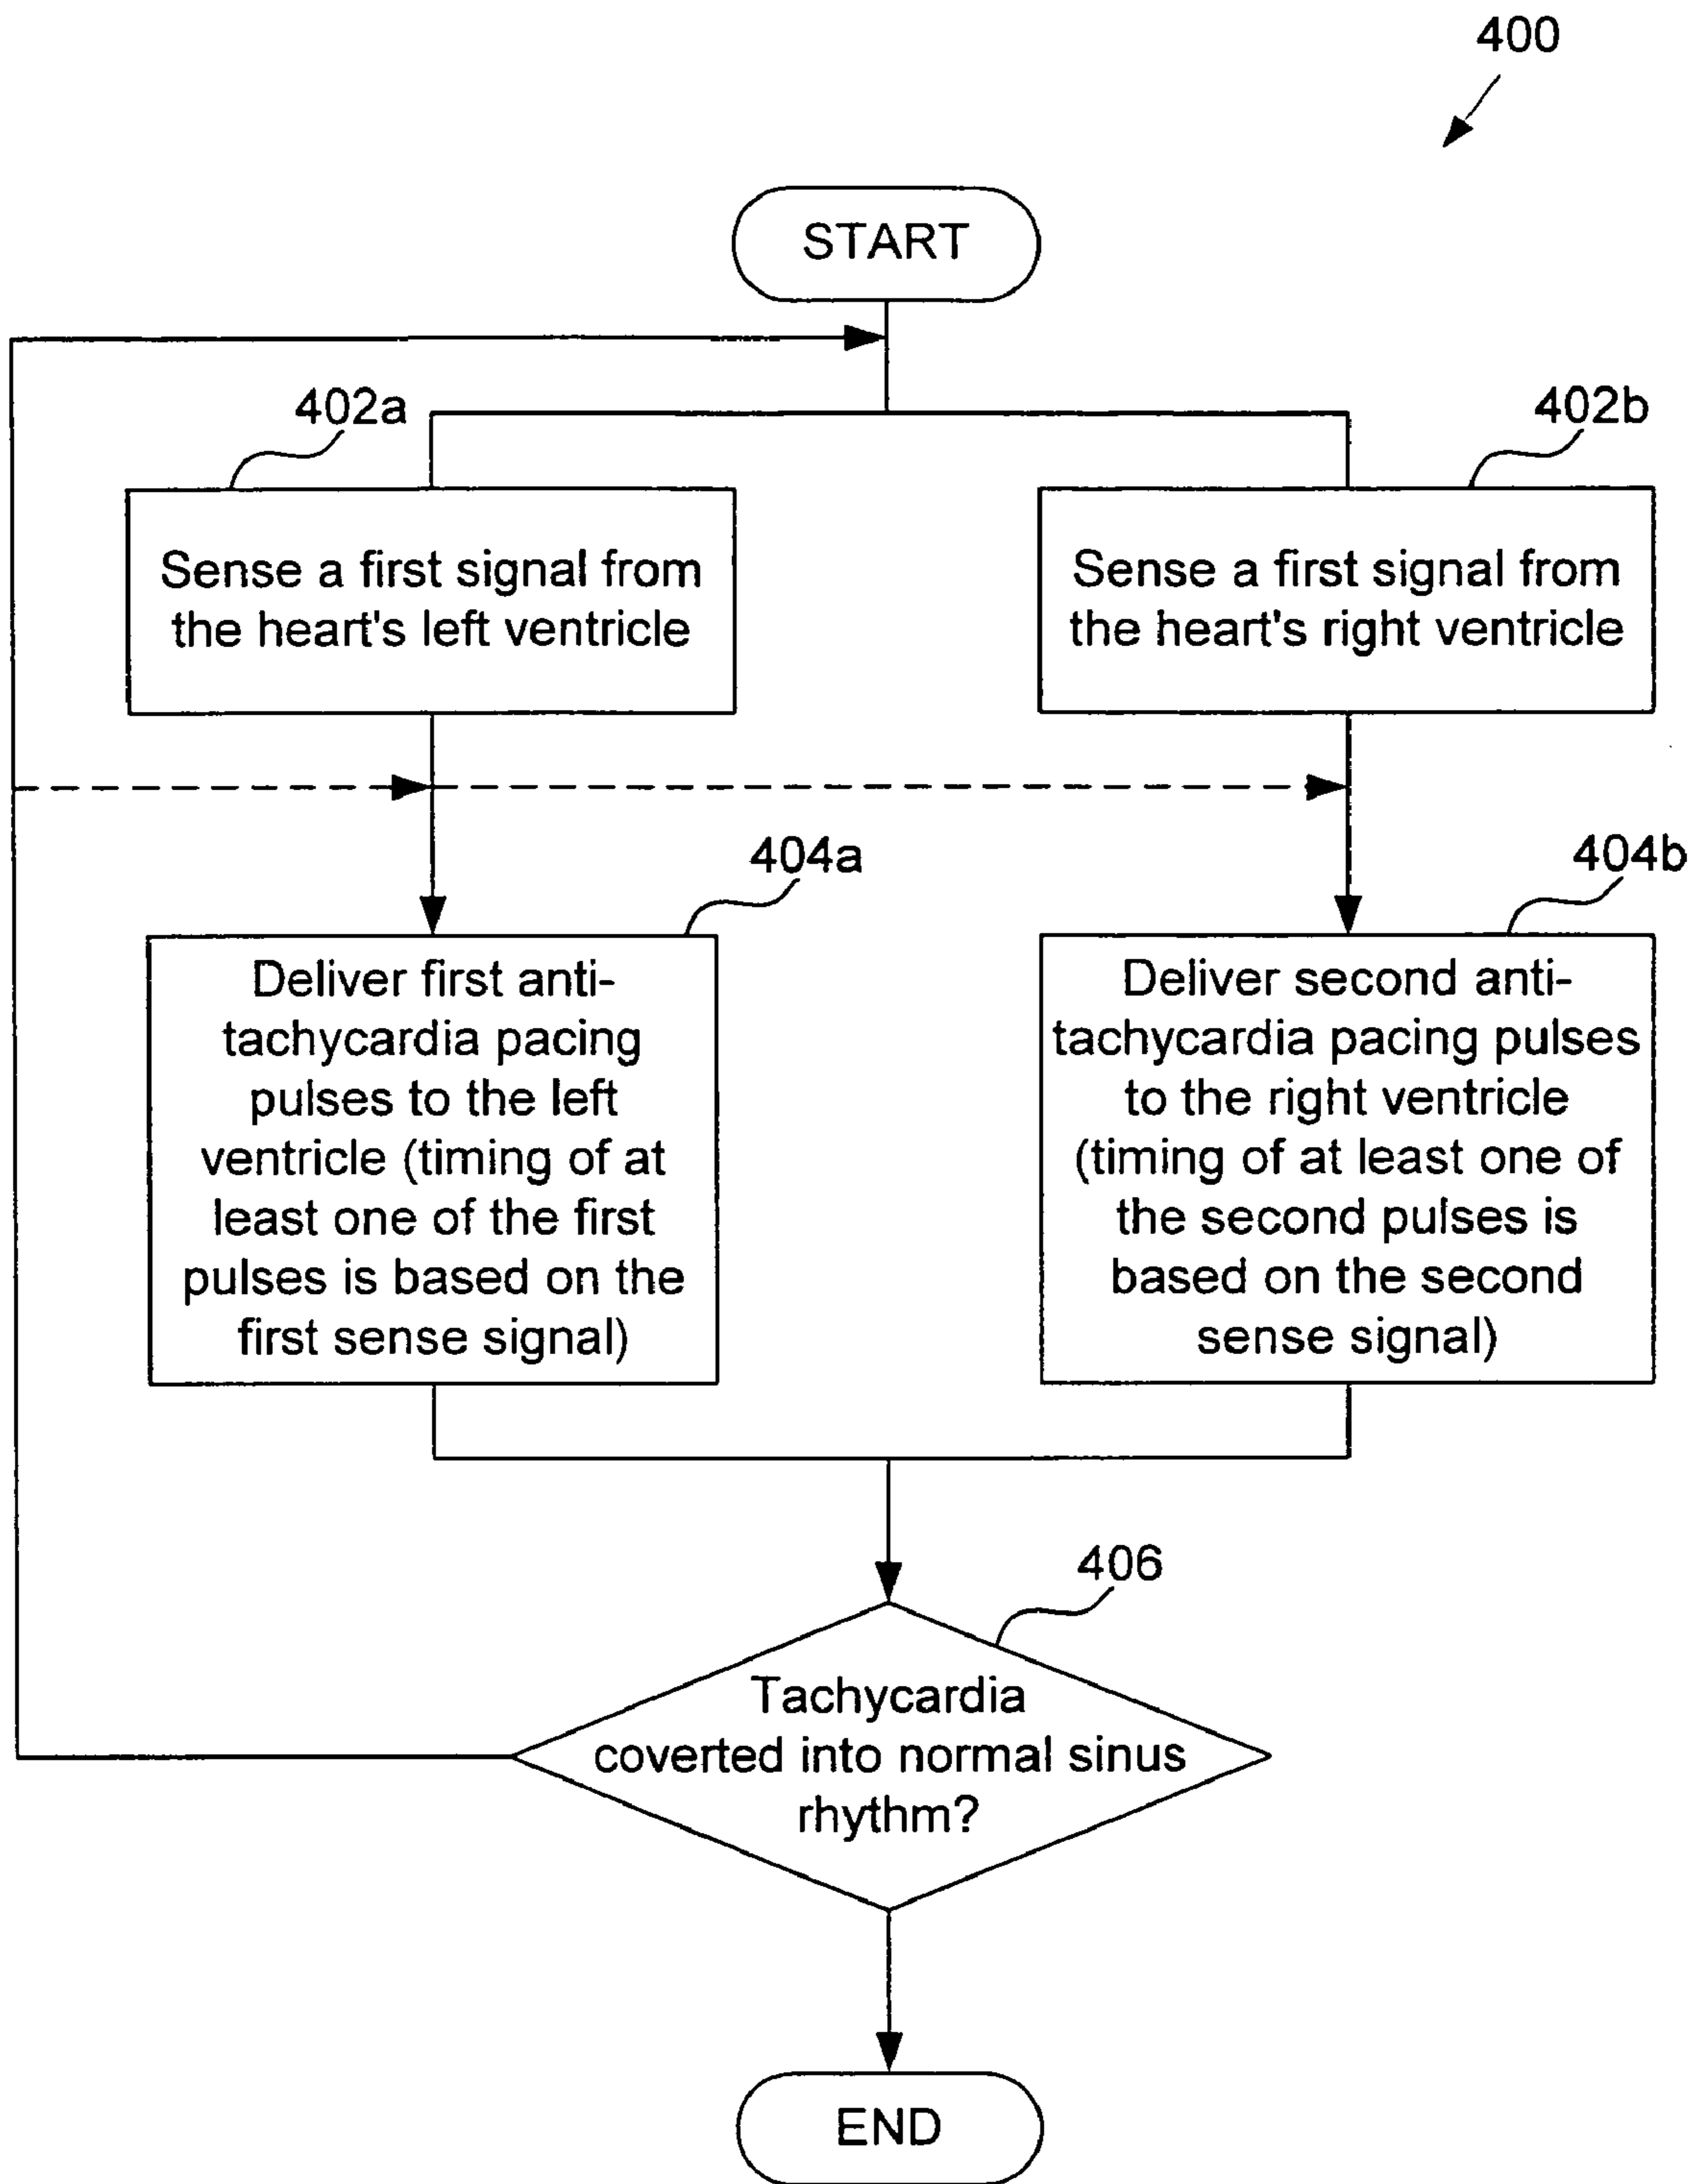 400
START
402a
402b
Sense a first signal from
the heart's left ventricle
Sense a first signal from
the heart's right ventricle
404a
404b
Deliver first anti-
tachycardia pacing
pulses to the left
ventricle (timing of at
least one of the first
pulses is based on the
first sense signal)
Deliver second anti-
tachycardia pacing pulses
to the right ventricle
(timing of at least one of
the second pulses is
based on the second
sense signal)
406
Tachycardia
coverted into normal sinus
rhythm?
END